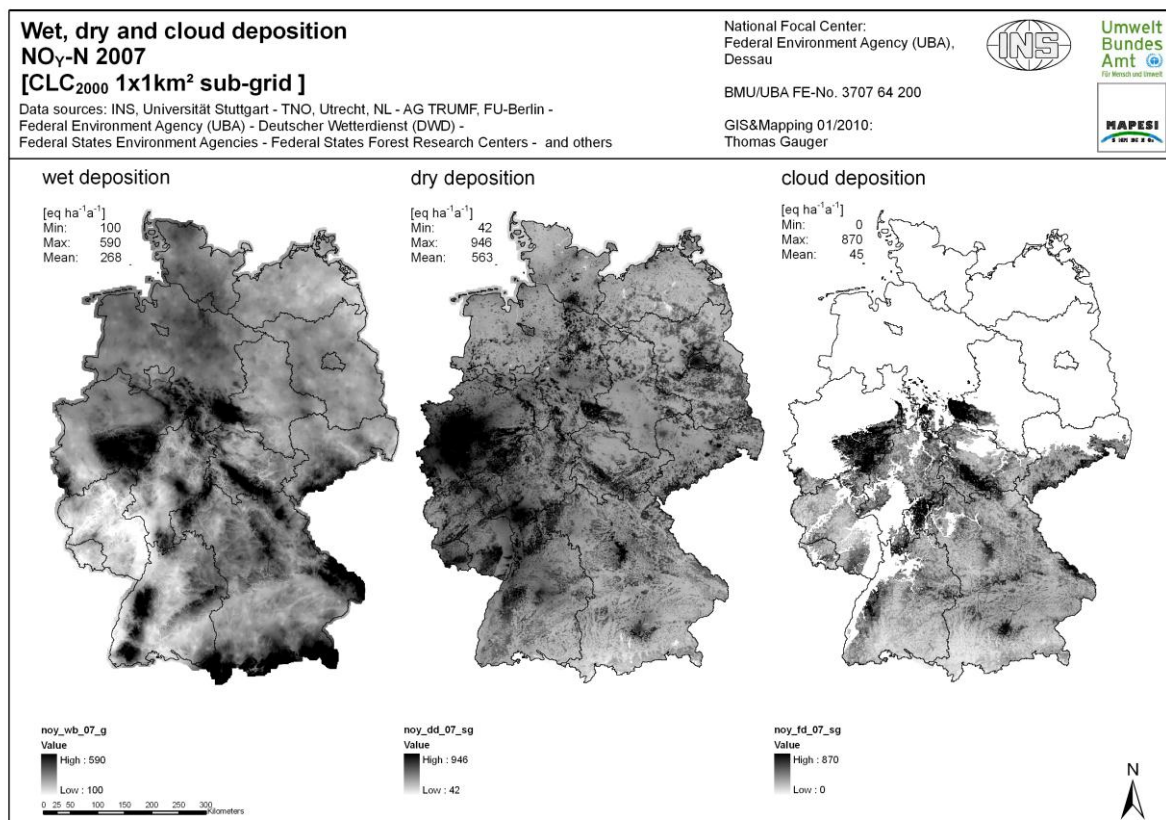 Wet, dry and cloud deposition
NOY-N 2007
[CLC2000 1x1km² sub-grid ]
Data sources: INS, Universität Stuttgart - TNO, Utrecht, NL - AG TRUMF, FU-Berlin -
Federal Environment Agency (UBA) - Deutscher Wetterdienst (DWD) -
Federal States Environment Agencies - Federal States Forest Research Centers - and others
National Focal Center:
Federal Environment Agency (UBA),
Dessau
BMU/UBA FE-No. 3707 64 200
GIS&Mapping 01/2010:
Thomas Gauger
INS
Umwelt
Bundes
Amt
Für Mensch und Umwelt
MAPESI
wet deposition
[eq ha-1a-1]
Min: 100
Max: 590
Mean: 268
dry deposition
[eq ha-1a-1]
Min: 42
Max: 946
Mean: 563
cloud deposition
[eq ha-1a-1]
Min: 0
Max: 870
Mean: 45
noy_wb_07_g
Value
High : 590
Low : 100
0 25 50 100 150 200 250 300
Kilometers
noy_dd_07_sg
Value
High : 946
Low : 42
noy_fd_07_sg
Value
High : 870
Low : 0
N